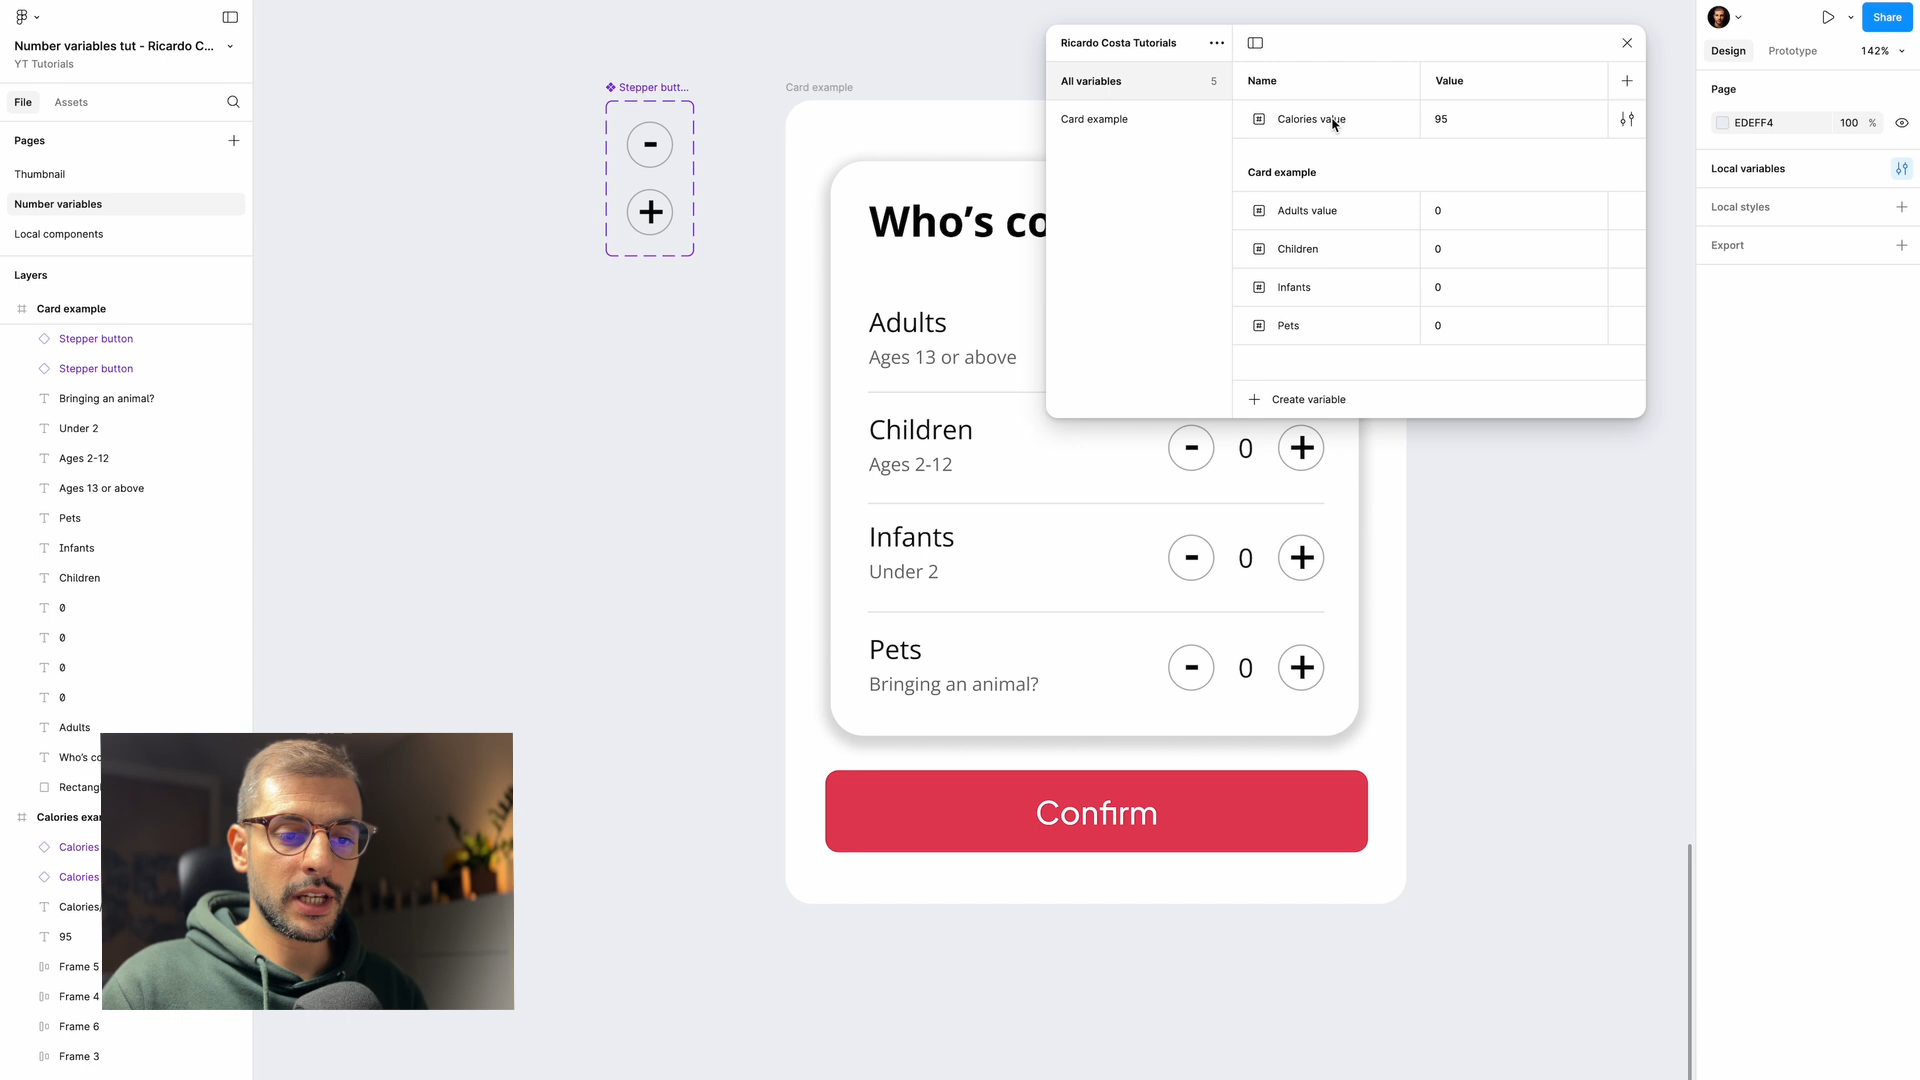 Number variables tut - Ricardo C...
YT Tutorials
File
Assets
Pages
Thumbnail
Number variables
Local components
Layers
Card example
Stepper button
Stepper button
Bringing an animal?
Under 2
Ages 2-12
Ages 13 or above
Pets
Infants
Children
0
0
0
0
Adults
Who's co
Rectang
Calories exa
Calories
Calories
Calories/
95
Frame 5
Frame 4
Frame 6
Frame 3
Stepper butt...
Card example
Who's co
Adults
Ages 13 or above
Children
Ages 2-12
- 0 +
Infants
Under 2
- 0 +
Pets
Bringing an animal?
- 0 +
Confirm
Ricardo Costa Tutorials
All variables 5
Card example
Name Value
Calories value 95
Card example
Adults value 0
Children 0
Infants 0
Pets 0
Create variable
Share
Design
Prototype
142%
Page
EDEFF4 100 %
Local variables
Local styles
Export